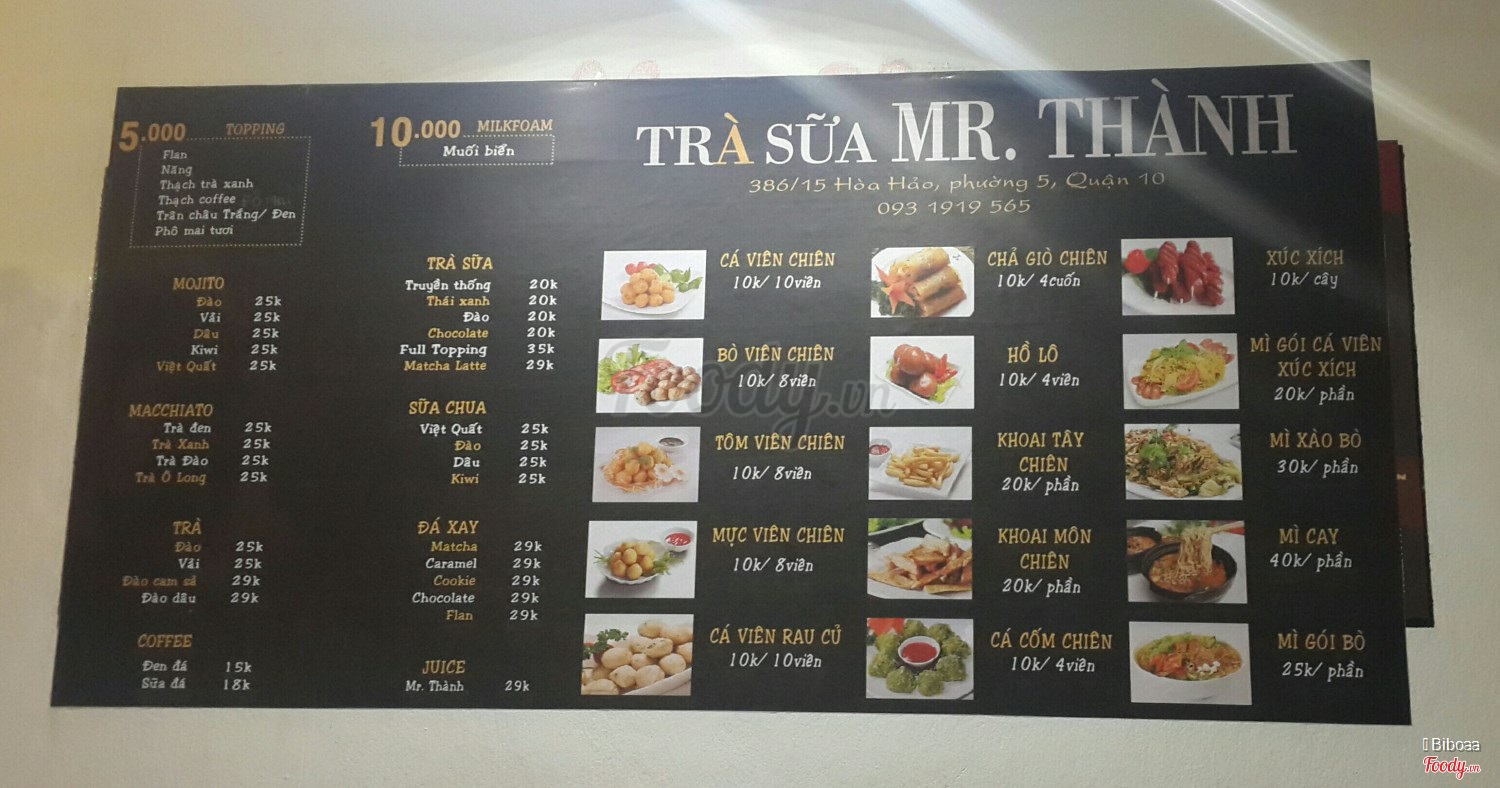 TRÀ SỮA MR. THÀNH
386/15 Hòa Hảo, phường 5, Quận 10
093 1919 565
5.000 TOPPING
Flan
Năng
Thạch trà xanh
Thạch coffee
Trân châu Trắng/ Đen
Phô mai tươi
10.000 MILKFOAM
Muối biển
MOJITO
Đào 25k
Vải 25k
Dâu 25k
Kiwi 25k
Việt Quất 25k
MACCHIATO
Trà đen 25k
Trà Xanh 25k
Trà Đào 25k
Trà Ô Long 25k
TRÀ
Đào 25k
Vải 25k
Đào cam sả 29k
Đào dâu 29k
COFFEE
Đen đá 15k
Sữa đá 18k
TRÀ SỮA
Truyền thống 20k
Thái xanh 20k
Đào 20k
Chocolate 20k
Full Topping 35k
Matcha Latte 29k
SỮA CHUA
Việt Quất 25k
Đào 25k
Dâu 25k
Kiwi 25k
ĐÁ XAY
Matcha 29k
Caramel 29k
Cookie 29k
Chocolate 29k
Flan 29k
JUICE
Mr. Thành 29k
CÁ VIÊN CHIÊN
10k/ 10viên
BÒ VIÊN CHIÊN
10k/ 8viên
TÔM VIÊN CHIÊN
10k/ 8viên
MỰC VIÊN CHIÊN
10k/ 8viên
CÁ VIÊN RAU CỦ
10k/ 10viên
CHẢ GIÒ CHIÊN
10k/ 4cuốn
HỒ LÔ
10k/ 4viên
KHOAI TÂY
CHIÊN
20k/ phần
KHOAI MÔN
CHIÊN
20k/ phần
CÁ CỐM CHIÊN
10k/ 4viên
XÚC XÍCH
10k/ cây
MÌ GÓI CÁ VIÊN
XÚC XÍCH
20k/ phần
MÌ XÀO BÒ
30k/ phần
MÌ CAY
40k/ phần
MÌ GÓI BÒ
25k/ phần
Foody.vn
Biboaa
Foody.vn